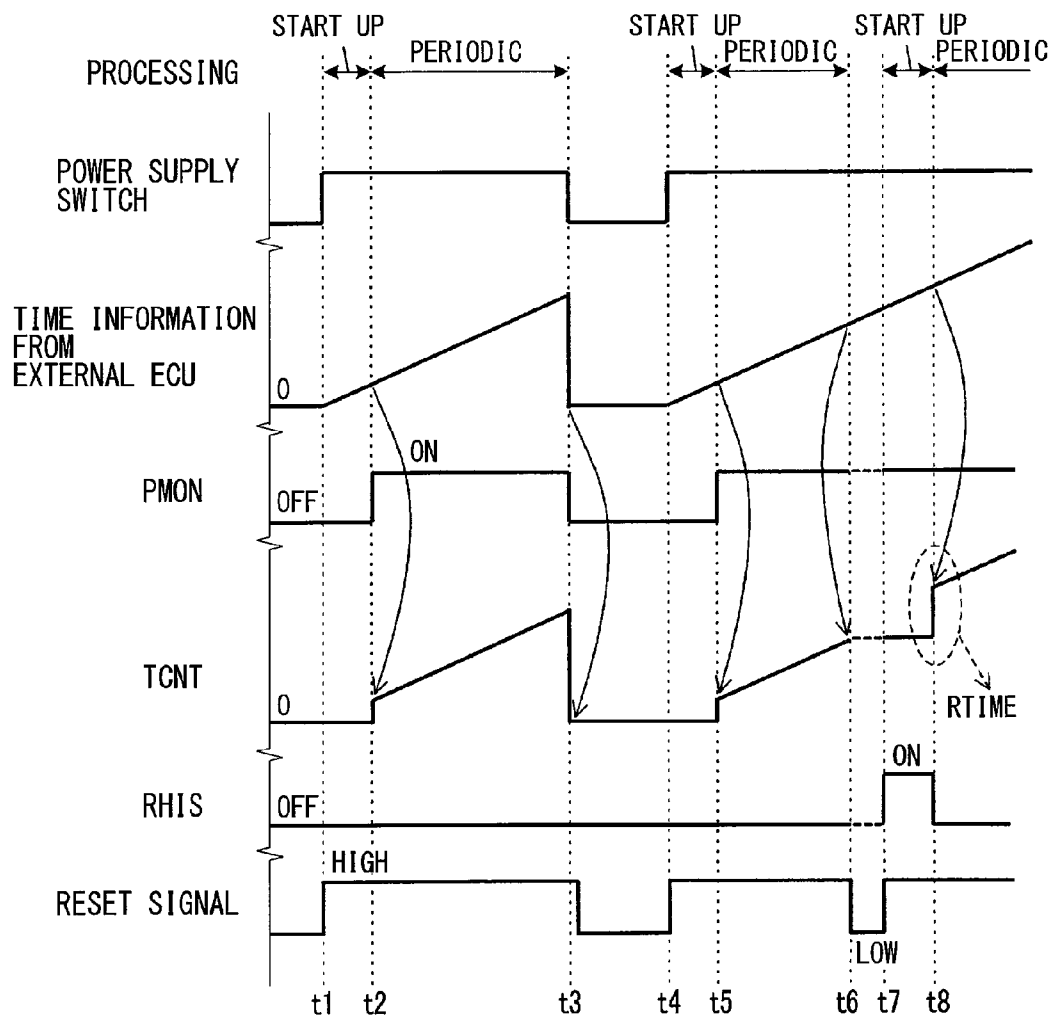 START UP
START UP
START UP
PERIODIC
PERIODIC
PERIODIC
PROCESSING
POWER SUPPLY
SWITCH
TIME INFORMATION
FROM
EXTERNAL ECU
0
ON
PMON
OFF
TCNT
0
RTIME
ON
RHIS
OFF
HIGH
RESET SIGNAL
LOW
t1 t2 t3 t4 t5 t6 t7 t8